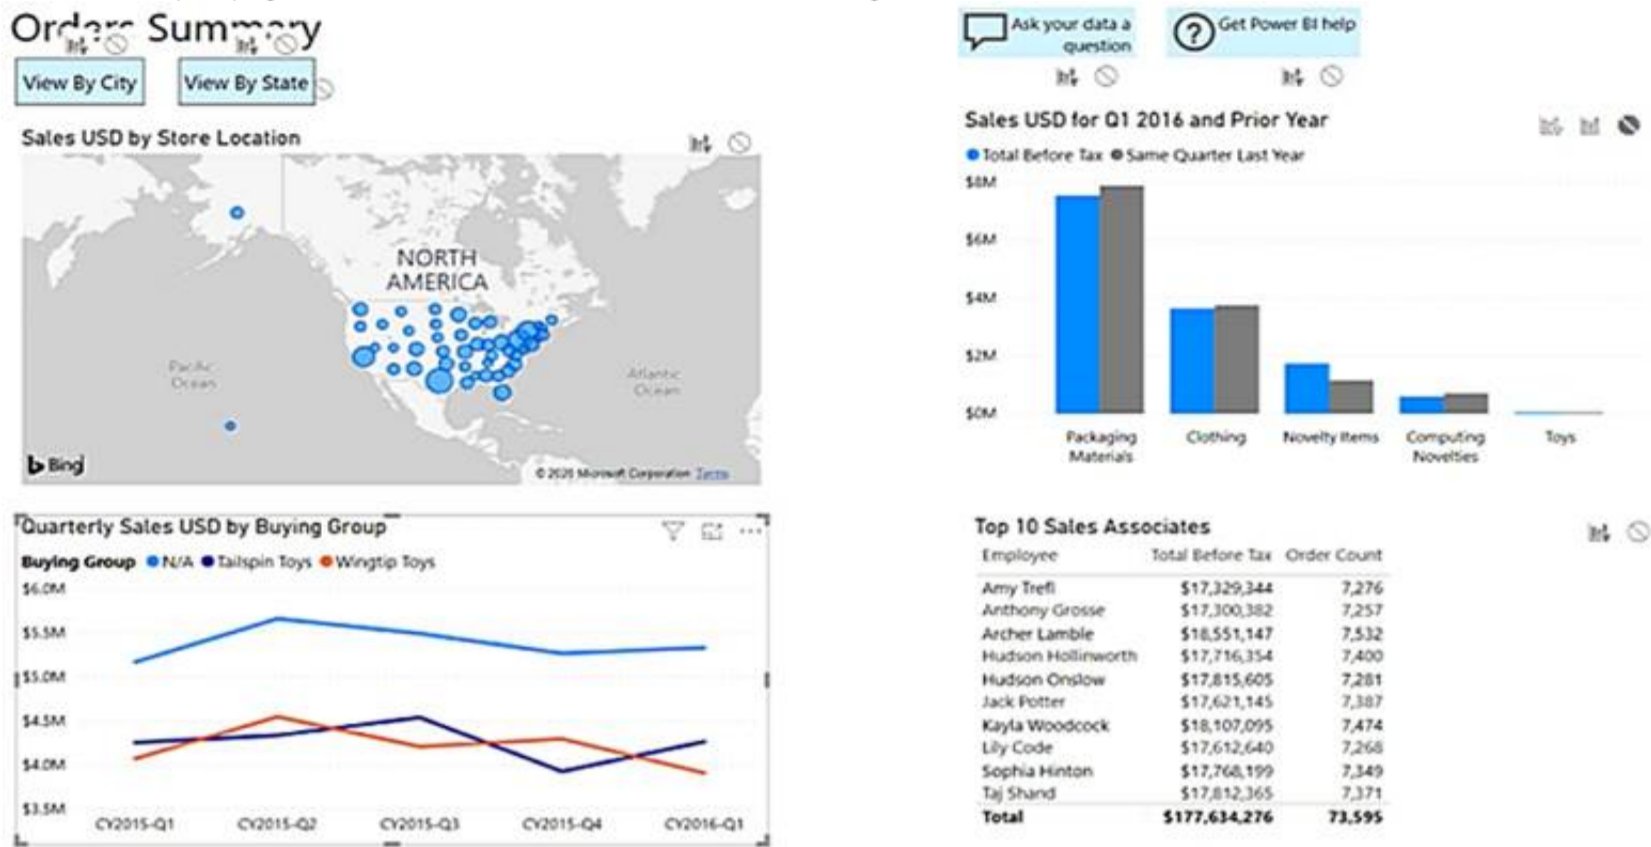 Orders Summary
View By City
View By State
Ask your data a
question
Get Power BI help
Sales USD by Store Location
NORTH
AMERICA
Pacific
Ocean
Atlantic
Ocean
Bing
© 2020 Microsoft Corporation Terms
Sales USD for Q1 2016 and Prior Year
Total Before Tax Same Quarter Last Year
$8M
$6M
$4M
$2M
$0M
Packaging
Materials
Clothing
Novelty Items
Computing
Novelties
Toys
Quarterly Sales USD by Buying Group
Buying Group N/A Tailspin Toys Wingtip Toys
$6.0M
$5.5M
$5.0M
$4.5M
$4.0M
$3.5M
CY2015-Q1 CY2015-Q2 CY2015-Q3 CY2015-Q4 CY2016-Q1
Top 10 Sales Associates
Employee Total Before Tax Order Count
Amy Trefl $17,329,344 7,276
Anthony Grosse $17,300,382 7,257
Archer Lamble $18,551,147 7,532
Hudson Hollinworth $17,716,354 7,400
Hudson Onslow $17,815,605 7,281
Jack Potter $17,621,145 7,387
Kayla Woodcock $18,107,095 7,474
Lily Code $17,612,640 7,268
Sophia Hinton $17,768,199 7,349
Taj Shand $17,812,365 7,371
Total $177,634,276 73,595